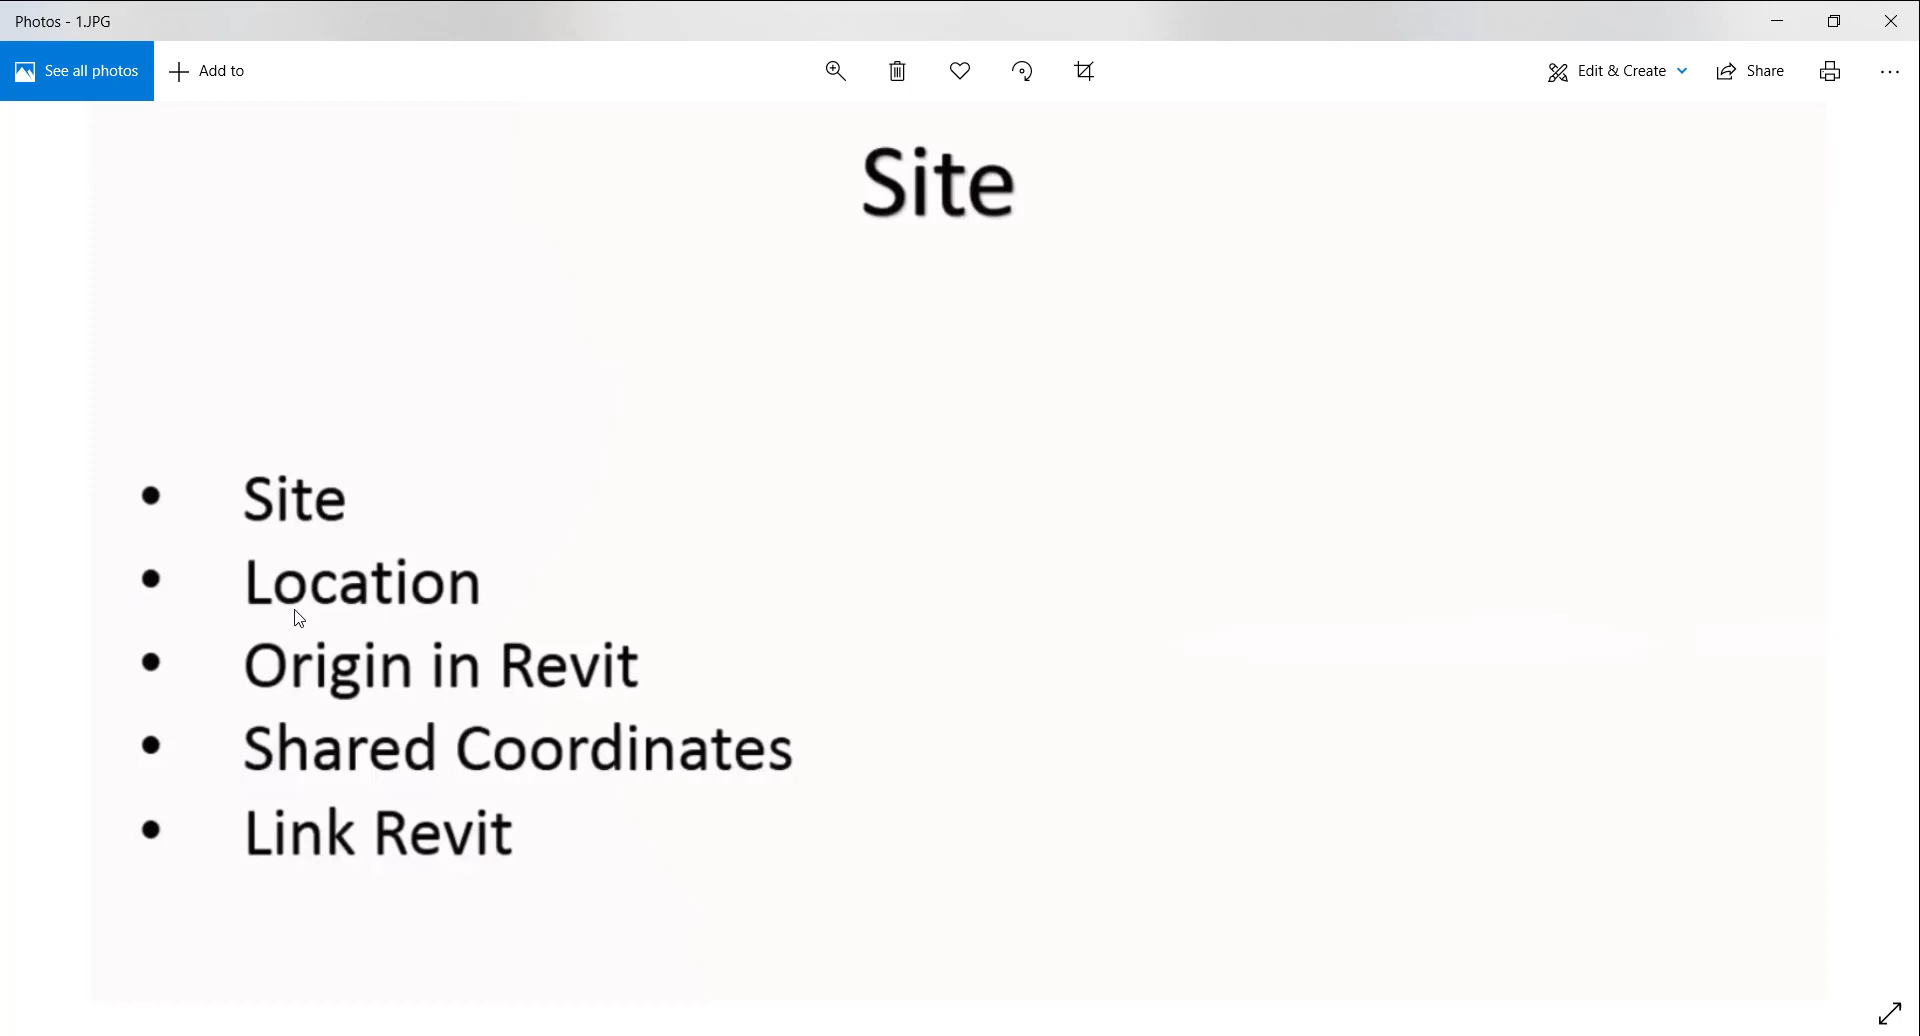 Photos - 1.JPG
See all photos
Add to
Edit & Create
Share
Site
• Site
• Location
• Origin in Revit
• Shared Coordinates
• Link Revit